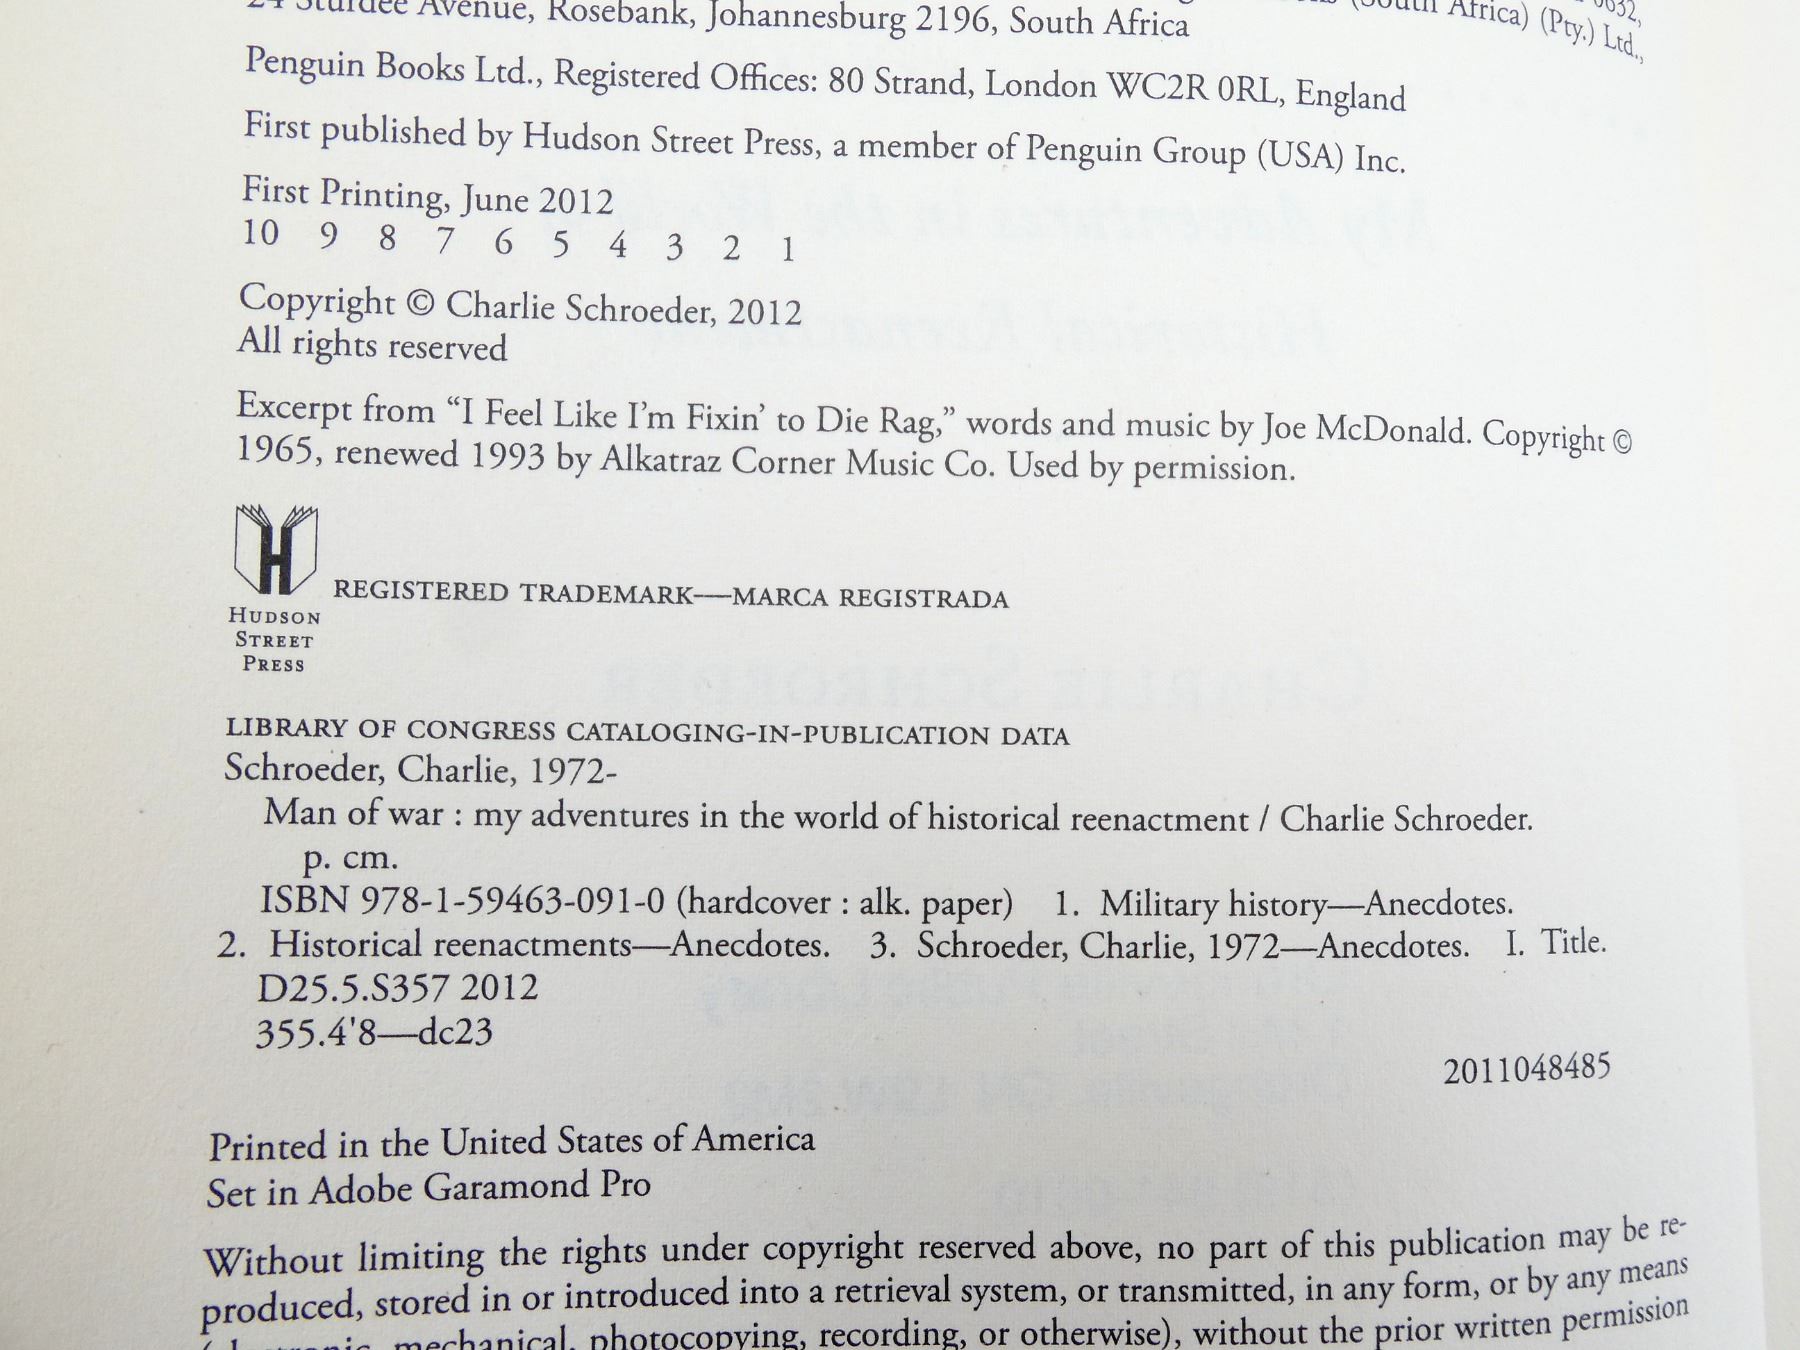 24 Sturdee Avenue, Rosebank, Johannesburg 2196, South Africa (South Africa) (Pty.) Ltd.,
Penguin Books Ltd., Registered Offices: 80 Strand, London WC2R 0RL, England
First published by Hudson Street Press, a member of Penguin Group (USA) Inc.
First Printing, June 2012
10 9 8 7 6 5 4 3 2 1
Copyright © Charlie Schroeder, 2012
All rights reserved
Excerpt from “I Feel Like I’m Fixin’ to Die Rag,” words and music by Joe McDonald. Copyright ©
1965, renewed 1993 by Alkatraz Corner Music Co. Used by permission.
REGISTERED TRADEMARK—MARCA REGISTRADA
HUDSON
STREET
PRESS
LIBRARY OF CONGRESS CATALOGING-IN-PUBLICATION DATA
Schroeder, Charlie, 1972-
Man of war : my adventures in the world of historical reenactment / Charlie Schroeder.
p. cm.
ISBN 978-1-59463-091-0 (hardcover : alk. paper) 1. Military history—Anecdotes.
2. Historical reenactments—Anecdotes. 3. Schroeder, Charlie, 1972—Anecdotes. I. Title.
D25.5.S357 2012
355.4'8—dc23
2011048485
Printed in the United States of America
Set in Adobe Garamond Pro
Without limiting the rights under copyright reserved above, no part of this publication may be re-
produced, stored in or introduced into a retrieval system, or transmitted, in any form, or by any means
mechanical, photocopying, recording, or otherwise), without the prior written permission